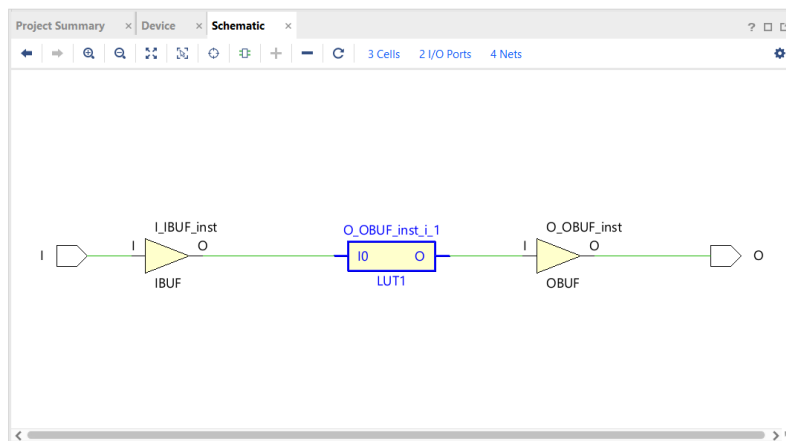 Project Summary × Device × Schematic ×
?
3 Cells 2 I/O Ports 4 Nets
I_IBUF_inst O_OBUF_inst_i_1 O_OBUF_inst
I I O I0 O I O O
IBUF LUT1 OBUF